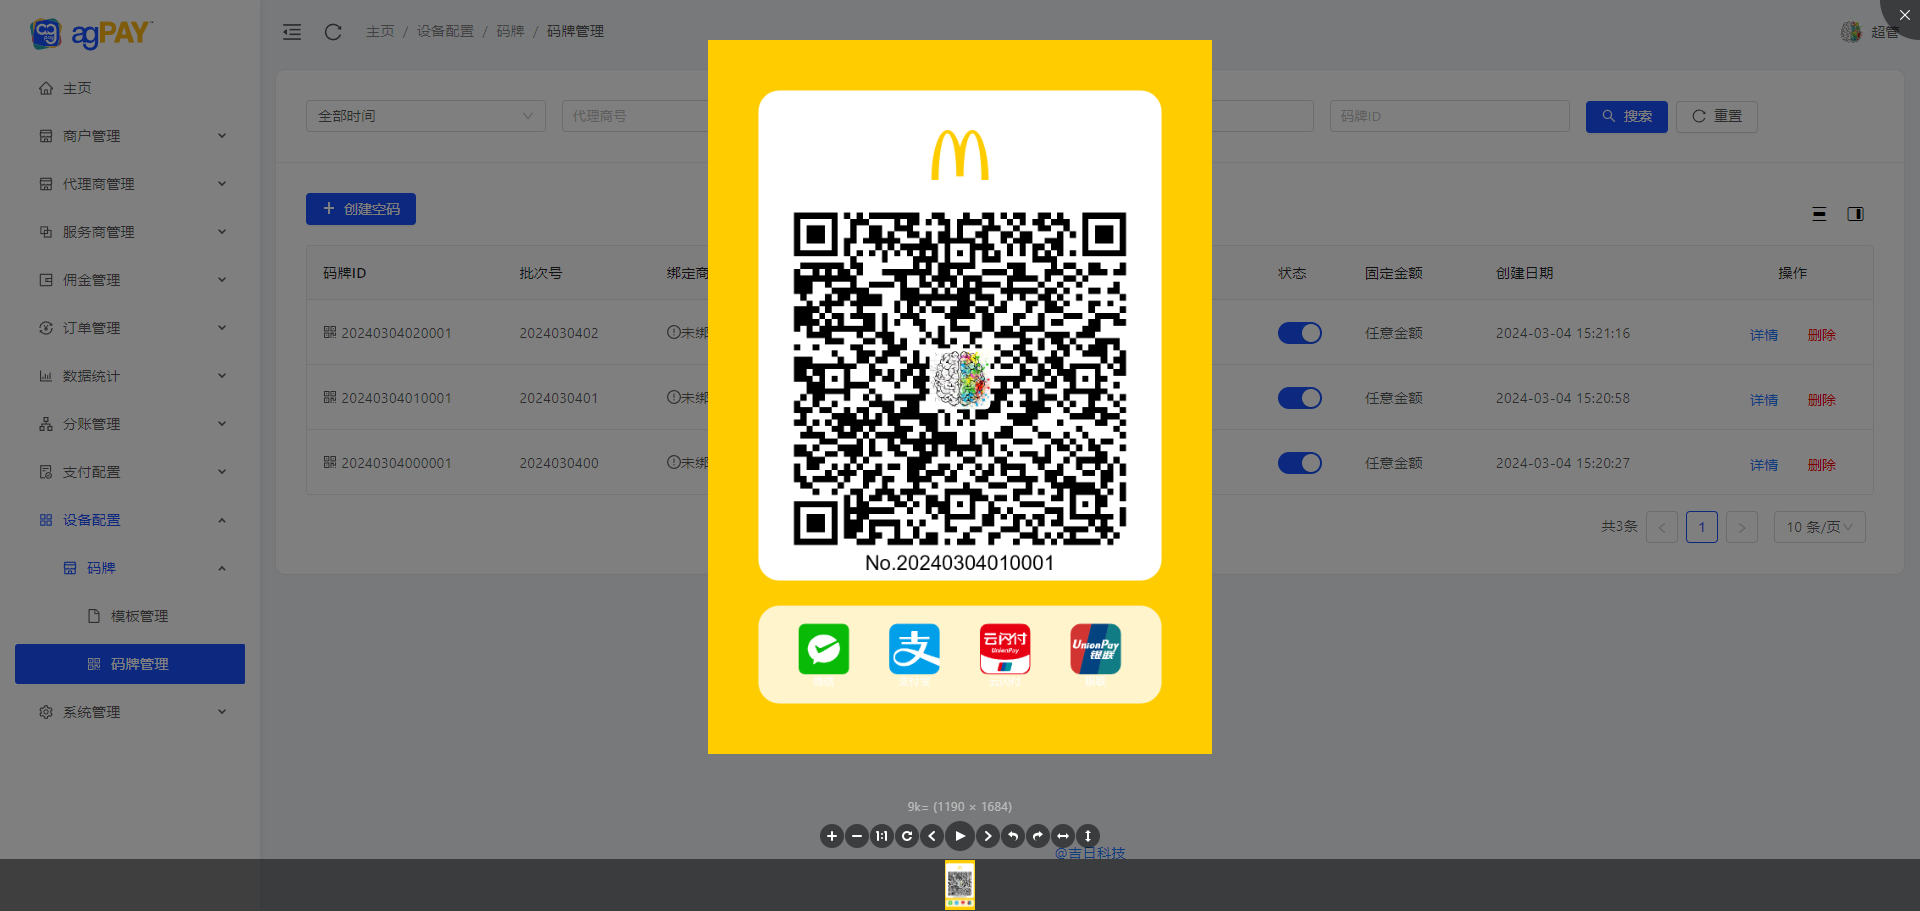 agPAY
主页 / 设备配置 / 码牌 / 码牌管理
超管
主页
商户管理
代理商管理
服务商管理
佣金管理
订单管理
数据统计
分账管理
支付配置
设备配置
码牌
模板管理
码牌管理
系统管理
全部时间
代理商号
码牌ID
搜索
重置
创建空码
码牌ID 批次号 绑定商 状态 固定金额 创建日期 操作
20240304020001 2024030402 未绑 任意金额 2024-03-04 15:21:16 详情 删除
20240304010001 2024030401 未绑 任意金额 2024-03-04 15:20:58 详情 删除
20240304000001 2024030400 未绑 任意金额 2024-03-04 15:20:27 详情 删除
共3条 1 10 条/页
No.20240304010001
支
云闪付
UnionPay
UnionPay
银联
9k= (1190 × 1684)
1:1
@吉日科技